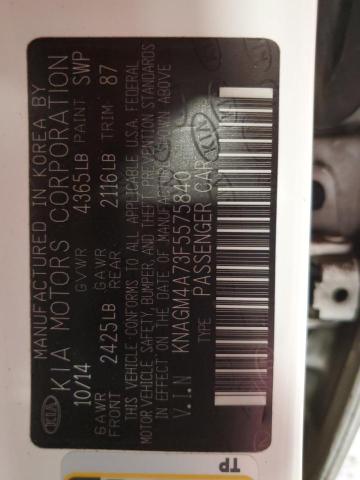 MANUFACTURED IN KOREA BY
KIA MOTORS CORPORATION
10/14 GVWR 4365LB PAINT SWP
GAWR FRONT 2425LB GAWR REAR 2116LB TRIM 87
THIS VEHICLE CONFORMS TO ALL APPLICABLE U.S.A. FEDERAL
MOTOR VEHICLE SAFETY, BUMPER, AND THEFT PREVENTION STANDARDS
IN EFFECT ON THE DATE OF MANUFACTURE SHOWN ABOVE
V.I.N KNAGM4A73F5575840
TYPE PASSENGER CAR
KIA
KIA
TP